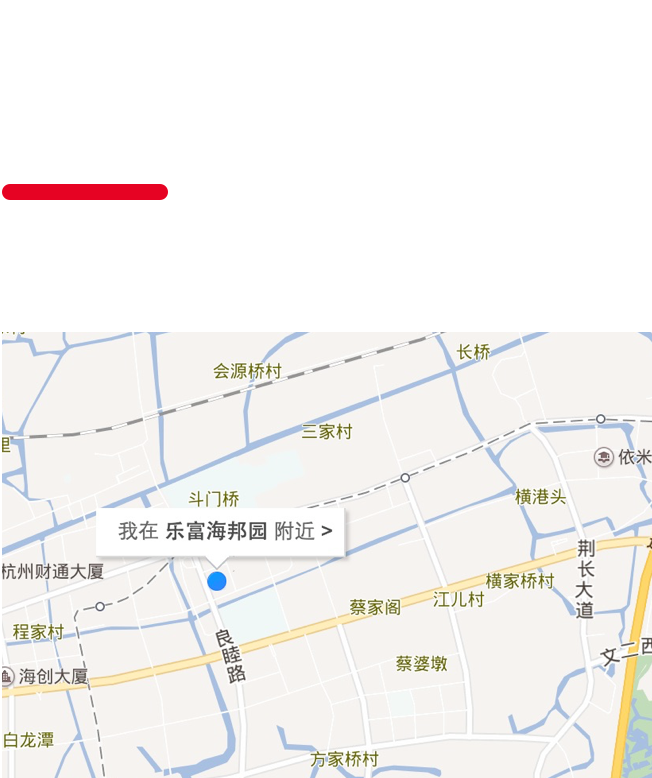 长桥
会源桥村
三家村
里
依米
斗门桥
横港头
我在 乐富海邦园 附近 >
杭州财通大厦
荆长大道
横家桥村
江儿村
蔡家阁
程家村
良睦路
文二西
蔡婆墩
海创大厦
白龙潭
方家桥村